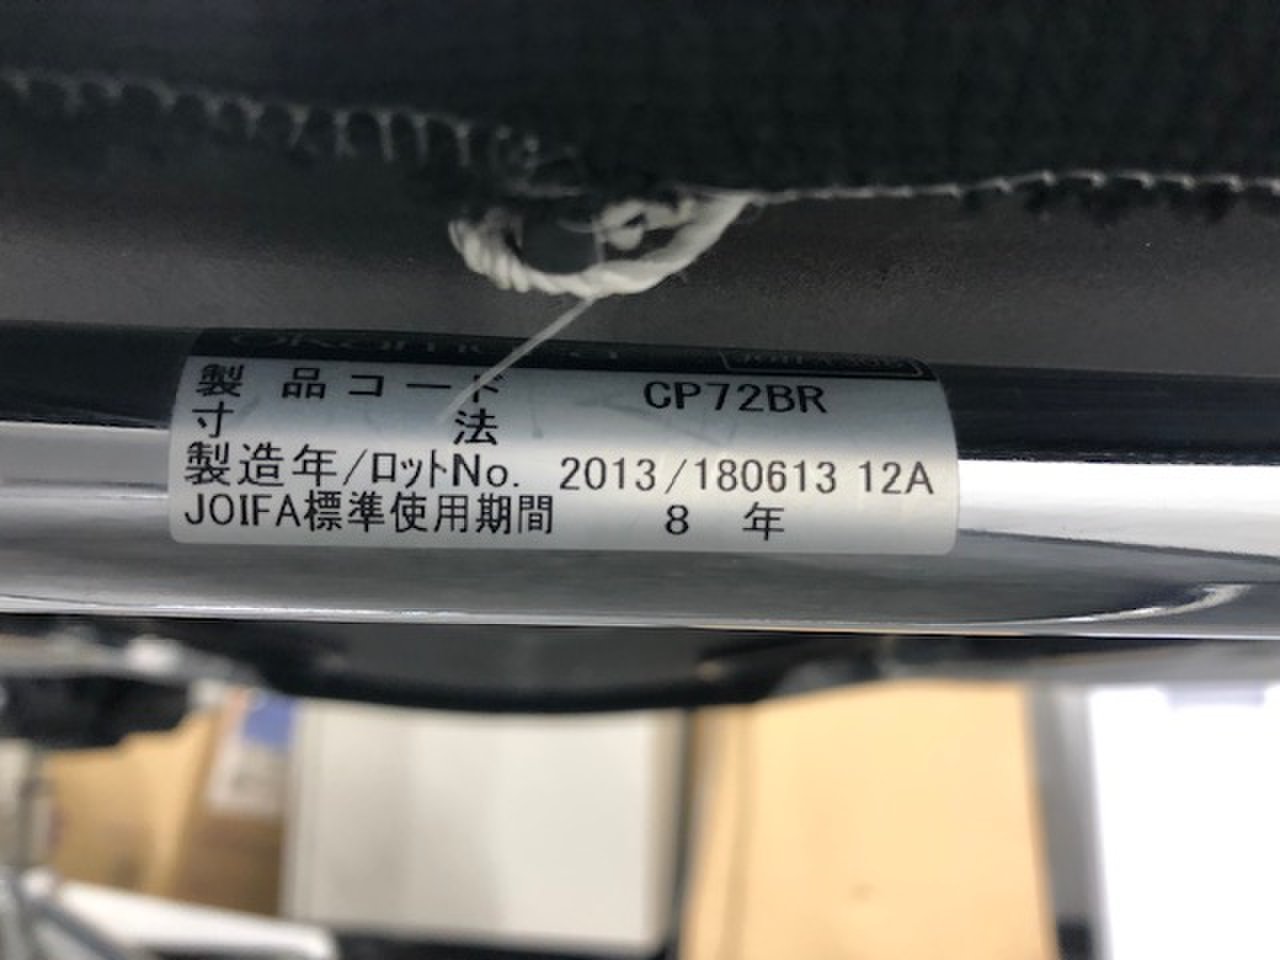 okamura
製品コード CP72BR
寸法
製造年/ロットNo. 2013/180613 12A
JOIFA標準使用期間 8 年